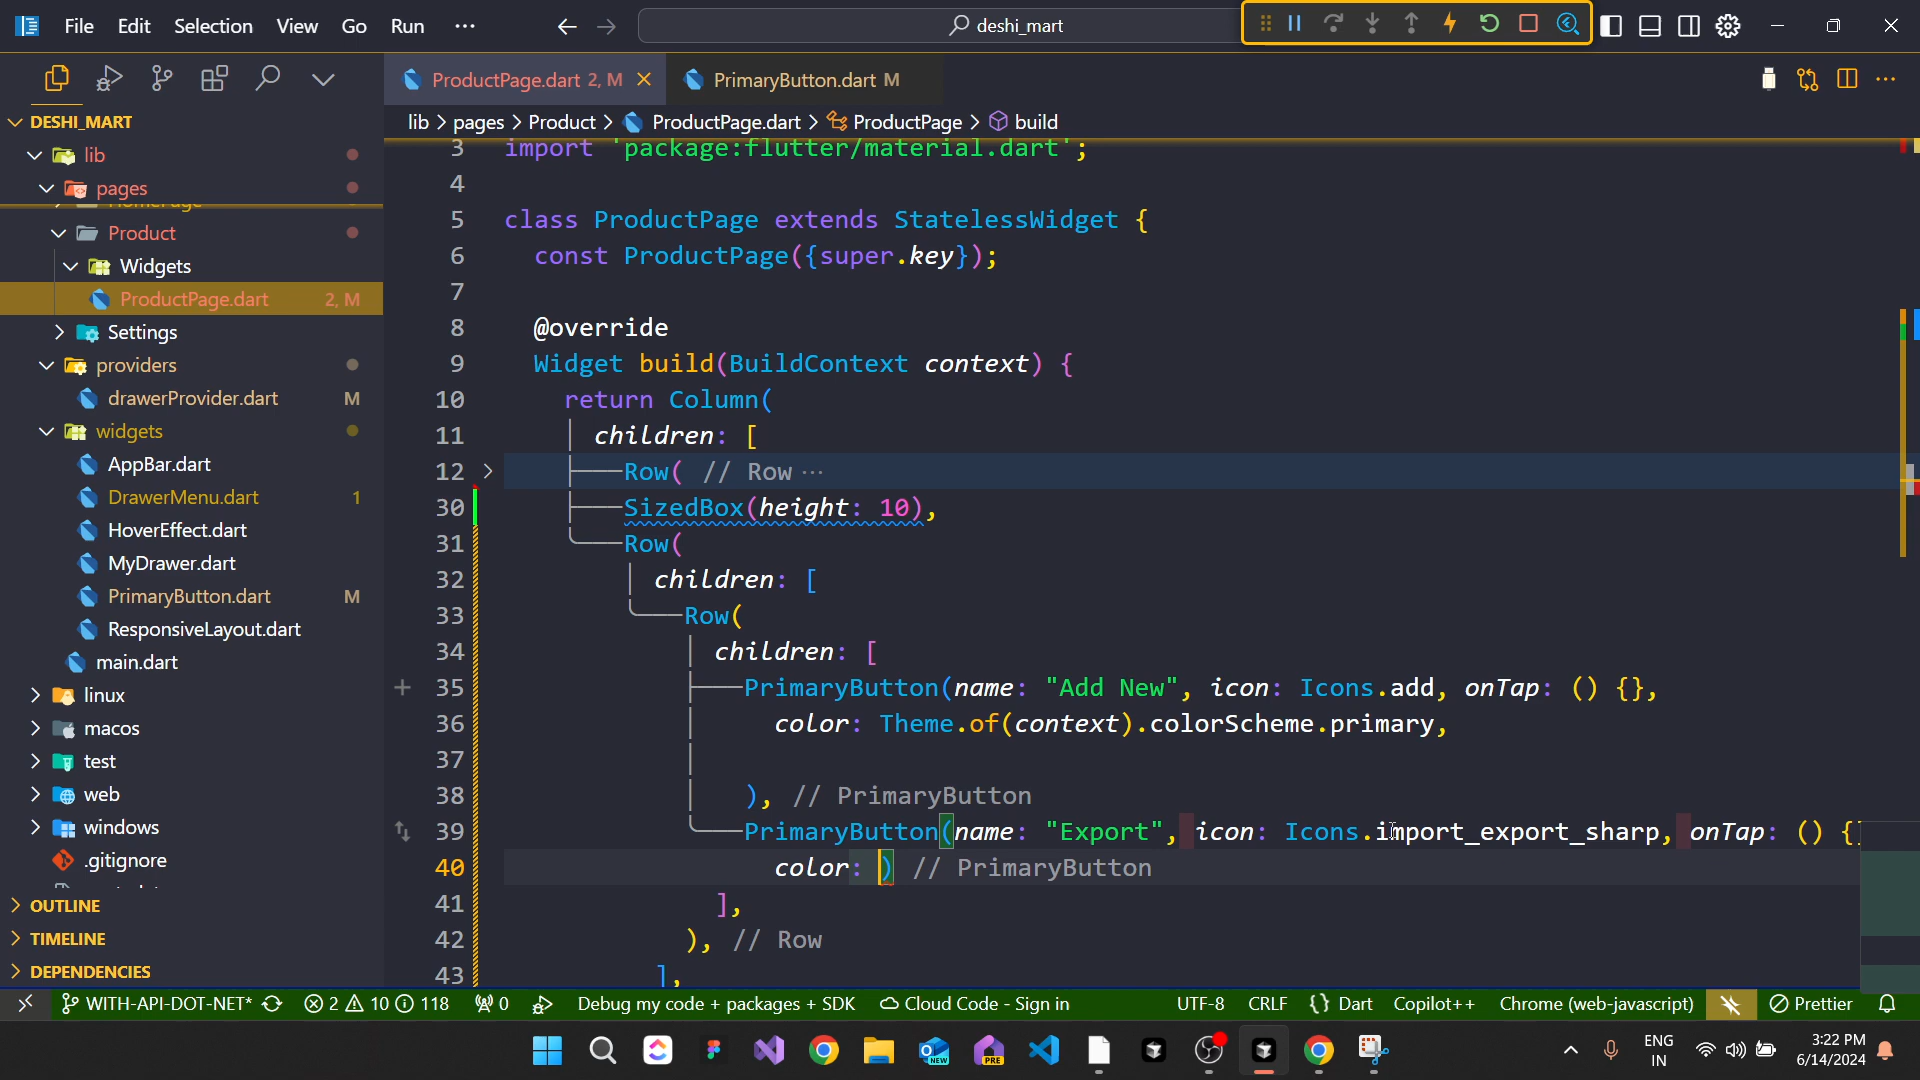 File Edit Selection View Go Run ···
deshi_mart
DESHI_MART
lib
pages
Product
Widgets
ProductPage.dart 2, M
Settings
providers
drawerProvider.dart M
widgets
AppBar.dart
DrawerMenu.dart 1
HoverEffect.dart
MyDrawer.dart
PrimaryButton.dart M
ResponsiveLayout.dart
main.dart
linux
macos
test
web
windows
.gitignore
OUTLINE
TIMELINE
DEPENDENCIES
ProductPage.dart 2, M PrimaryButton.dart M
lib > pages > Product > ProductPage.dart > ProductPage > build
3 import 'package:flutter/material.dart';
4
5 class ProductPage extends StatelessWidget {
6 const ProductPage({super.key});
7
8 @override
9 Widget build(BuildContext context) {
10 return Column(
11 children: [
12 Row( // Row ···
30 SizedBox(height: 10),
31 Row(
32 children: [
33 Row(
34 children: [
35 PrimaryButton(name: "Add New", icon: Icons.add, onTap: () {},
36 color: Theme.of(context).colorScheme.primary,
37
38 ), // PrimaryButton
39 PrimaryButton(name: "Export", icon: Icons.import_export_sharp, onTap: () {
40 color: ) // PrimaryButton
41 ],
42 ), // Row
43 ],
WITH-API-DOT-NET* 2 10 118 0 Debug my code + packages + SDK Cloud Code - Sign in UTF-8 CRLF {} Dart Copilot++ Chrome (web-javascript) Prettier
NEW
PRE
ENG
IN
3:22 PM
6/14/2024